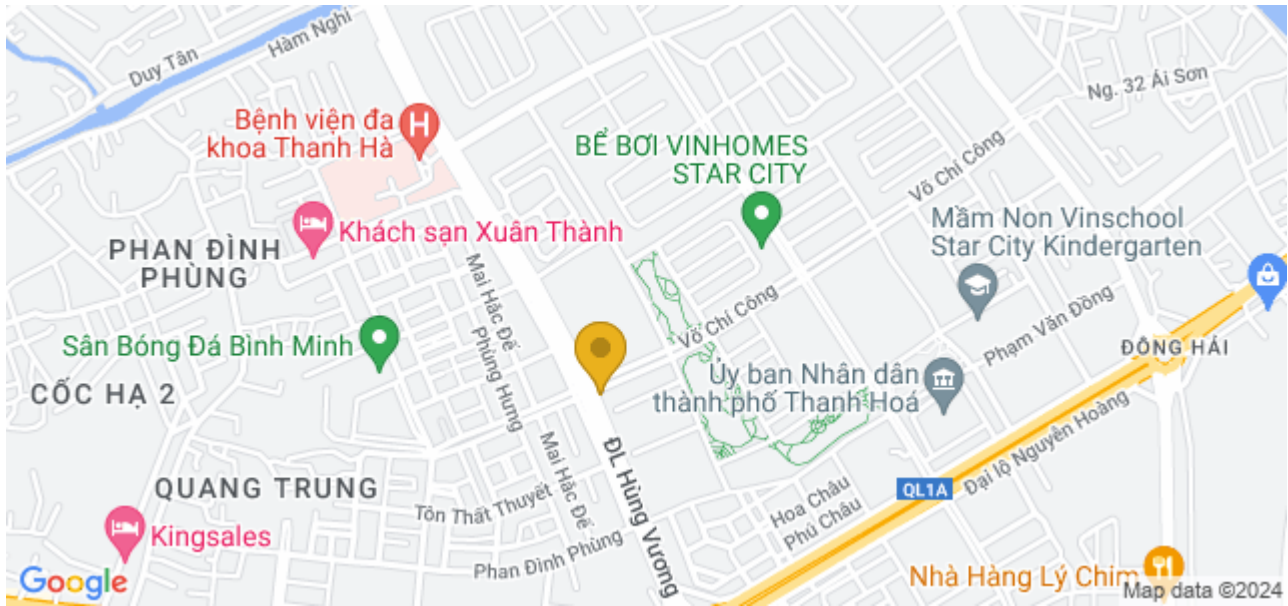 Duy Tân
Hàm Nghi
Ng. 32 Ái Sơn
Bệnh viện đa
khoa Thanh Hà
H
BỂ BƠI VINHOMES
STAR CITY
Võ Chí Công
Mầm Non Vinschool
Star City Kindergarten
Khách sạn Xuân Thành
PHAN ĐÌNH
PHÙNG
Mai Hắc Đế
Phùng Hưng
Sân Bóng Đá Bình Minh
Võ Chí Công
Phạm Văn Đồng
ĐÔNG HẢI
CỐC HẠ 2
Ủy ban Nhân dân
thành phố Thanh Hoá
ĐL Hùng Vương
Mai Hắc Đế
Đại lộ Nguyễn Hoàng
QUANG TRUNG
QL1A
Tôn Thất Thuyết
Hoa Châu
Phú Châu
Kingsales
Phan Đình Phùng
Nhà Hàng Lý Chim
Google
Map data ©2024